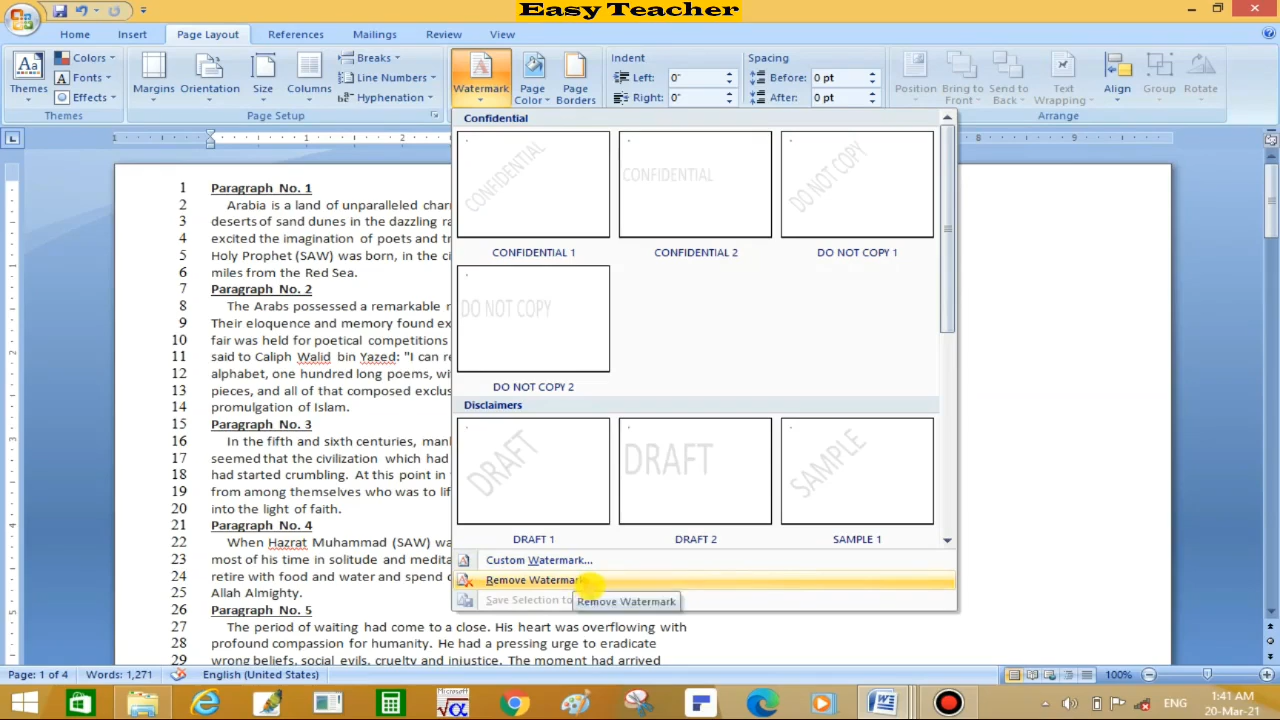 Easy Teacher
Home Insert Page Layout References Mailings Review View
Themes
Colors
Fonts
Effects
Themes
Margins
Orientation
Size
Columns
Breaks
Line Numbers
Hyphenation
Page Setup
Watermark
Page
Color
Page
Borders
Indent
Left: 0"
Right: 0"
Spacing
Before: 0 pt
After: 0 pt
Position
Bring to
Front
Send to
Back
Text
Wrapping
Align
Group
Rotate
Arrange
1 1 2 8 9
1 Paragraph No. 1
2 Arabia is a land of unparalleled
3 deserts of sand dunes in the dazzling
4 excited the imagination of poets and
5 Holy Prophet (SAW) was born, in the
6 miles from the Red Sea.
7 Paragraph No. 2
8 The Arabs possessed a remarkable
9 Their eloquence and memory found
10 fair was held for poetical competitions
11 said to Caliph Walid bin Yazed: "I can
12 alphabet, one hundred long poems,
13 pieces, and all of that composed
14 promulgation of Islam.
15 Paragraph No. 3
16 In the fifth and sixth centuries,
17 seemed that the civilization which had
18 had started crumbling. At this point in
19 from among themselves who was to
20 into the light of faith.
21 Paragraph No. 4
22 When Hazrat Muhammad (SAW)
23 most of his time in solitude and
24 retire with food and water and spend
25 Allah Almighty.
26 Paragraph No. 5
27 The period of waiting had come to a close. His heart was overflowing with
28 profound compassion for humanity. He had a pressing urge to eradicate
29 wrong beliefs, social evils, cruelty and injustice. The moment had arrived
Confidential
CONFIDENTIAL
CONFIDENTIAL
DO NOT COPY
CONFIDENTIAL 1 CONFIDENTIAL 2 DO NOT COPY 1
DO NOT COPY
DO NOT COPY 2
Disclaimers
DRAFT
DRAFT
SAMPLE
DRAFT 1 DRAFT 2 SAMPLE 1
Custom Watermark...
Remove Watermark
Save Selection to
Remove Watermark
Page: 1 of 4 Words: 1,271 English (United States) 100%
Microsoft
ENG
1:41 AM
20-Mar-21